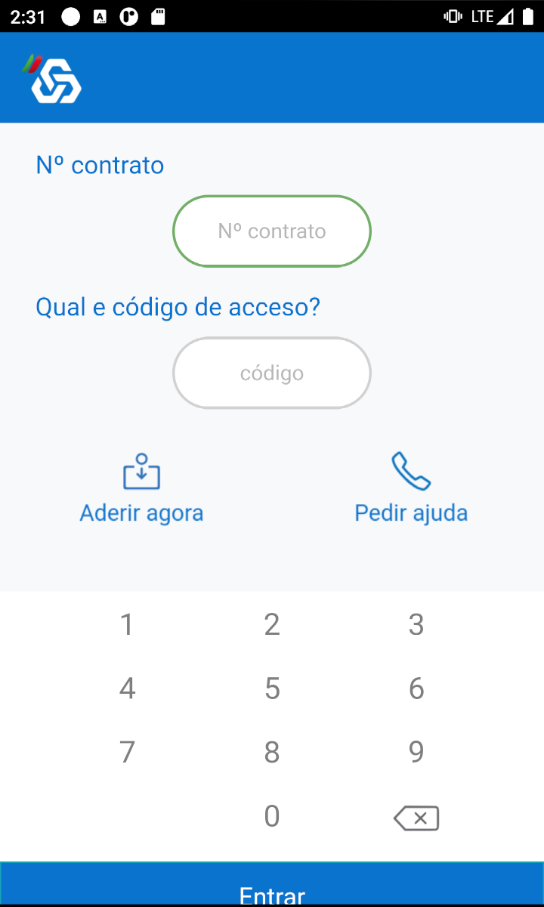 2:31
LTE
Nº contrato
Nº contrato
Qual e código de acceso?
código
Aderir agora
Pedir ajuda
1 2 3
4 5 6
7 8 9
0
Entrar